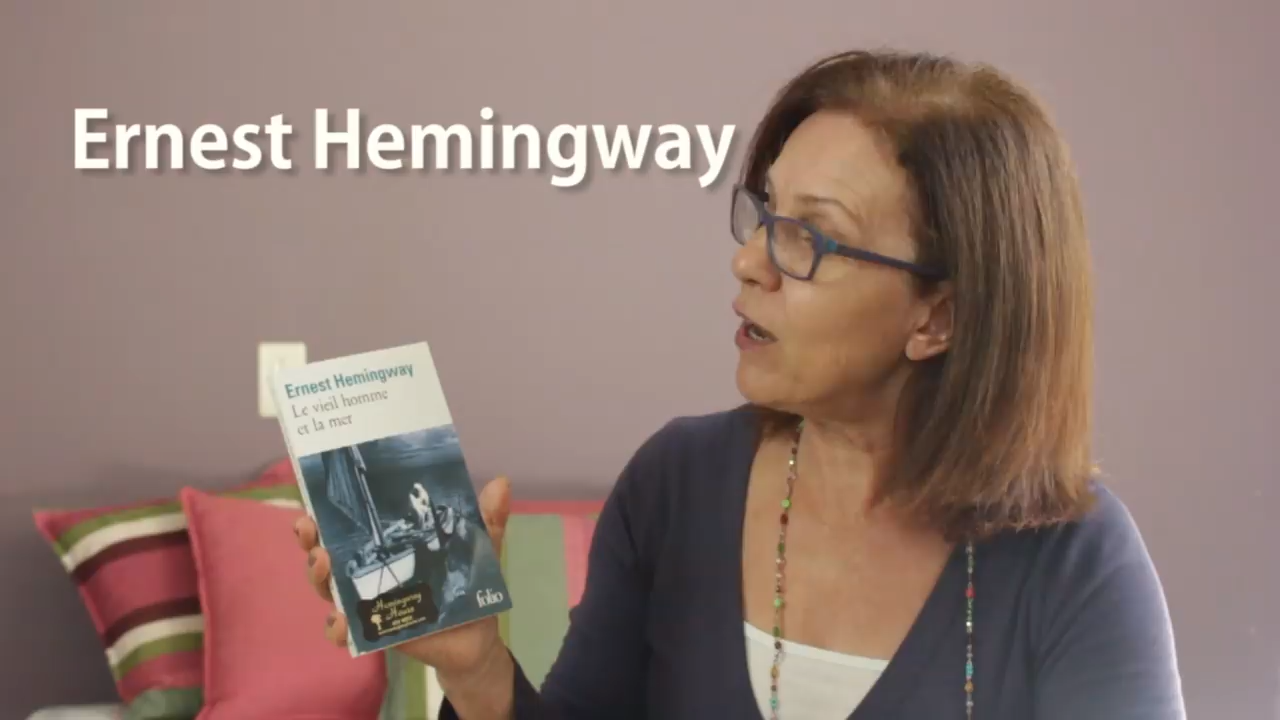 Ernest Hemingway
Ernest Hemingway
Le vieil homme
et la mer
Hemingway
House
folio